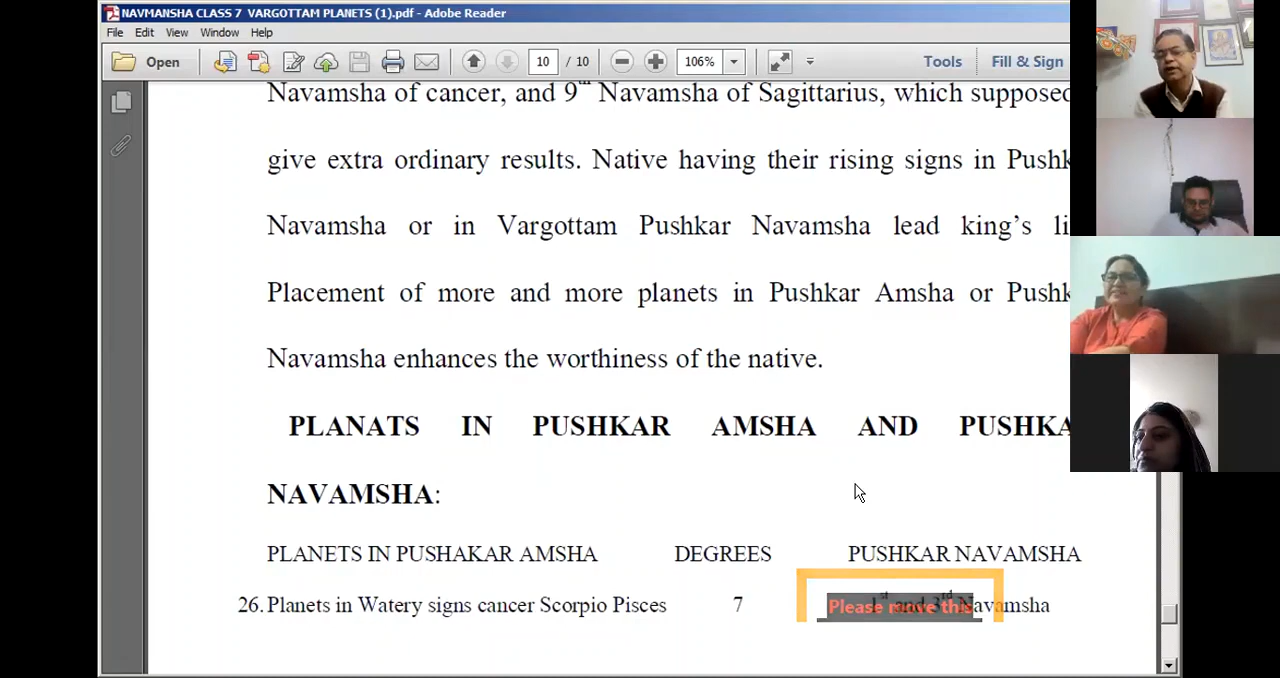 NAVMANSHA CLASS 7 VARGOTTAM PLANETS (1).pdf - Adobe Reader
File Edit View Window Help
Open 10 / 10 106% Tools Fill & Sign
Navamsha of cancer, and 9th Navamsha of Sagittarius, which supposed
give extra ordinary results. Native having their rising signs in Pushk
Navamsha or in Vargottam Pushkar Navamsha lead king's li
Placement of more and more planets in Pushkar Amsha or Pushk
Navamsha enhances the worthiness of the native.
PLANATS IN PUSHKAR AMSHA AND PUSHKA
NAVAMSHA:
PLANETS IN PUSHAKAR AMSHA DEGREES PUSHKAR NAVAMSHA
26. Planets in Watery signs cancer Scorpio Pisces 7 1st and 3rd Navamsha
Please move this